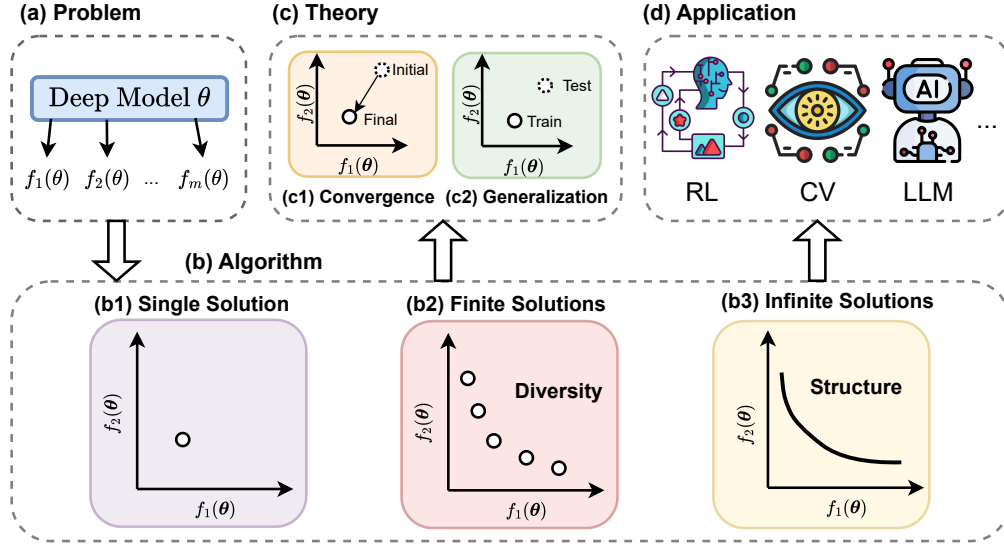 (a) Problem
Deep Model θ
f₁(θ) f₂(θ) ... fₘ(θ)
(c) Theory
f₂(θ)
Initial
Final
f₁(θ)
(c1) Convergence
f₂(θ)
Test
Train
f₁(θ)
(c2) Generalization
(d) Application
AI
...
RL CV LLM
(b) Algorithm
(b1) Single Solution
f₂(θ)
f₁(θ)
(b2) Finite Solutions
Diversity
f₂(θ)
f₁(θ)
(b3) Infinite Solutions
Structure
f₂(θ)
f₁(θ)